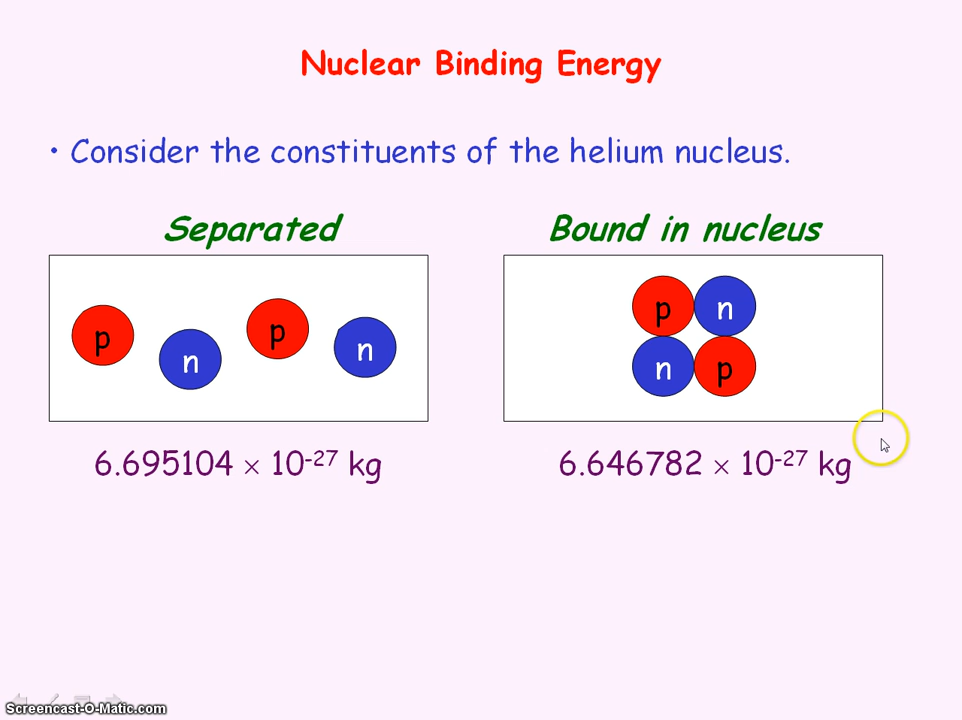 Nuclear Binding Energy
• Consider the constituents of the helium nucleus.
Separated
Bound in nucleus
p
n
p
n
p
n
n
p
6.695104 × 10⁻²⁷ kg
6.646782 × 10⁻²⁷ kg
Screencast-O-Matic.com